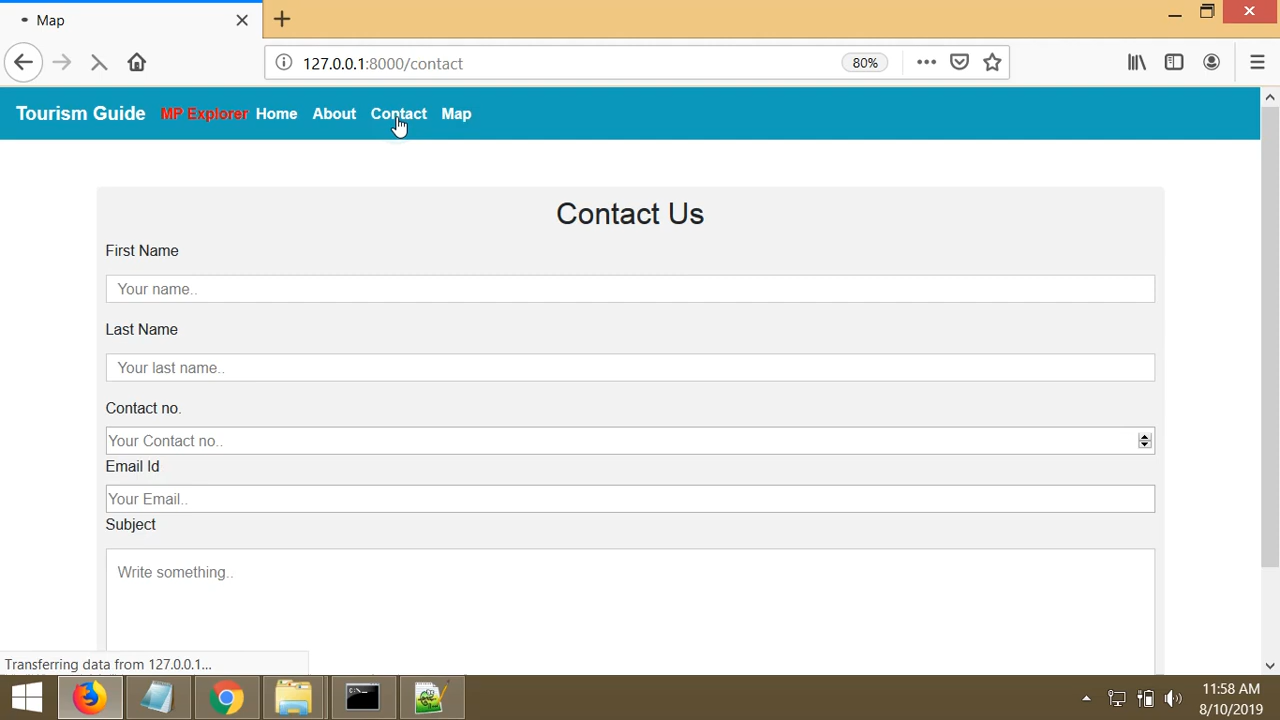 Map
127.0.0.1:8000/contact
80%
Tourism Guide MP Explorer Home About Contact Map
Contact Us
First Name
Your name..
Last Name
Your last name..
Contact no.
Your Contact no..
Email Id
Your Email..
Subject
Write something..
Transferring data from 127.0.0.1...
11:58 AM
8/10/2019